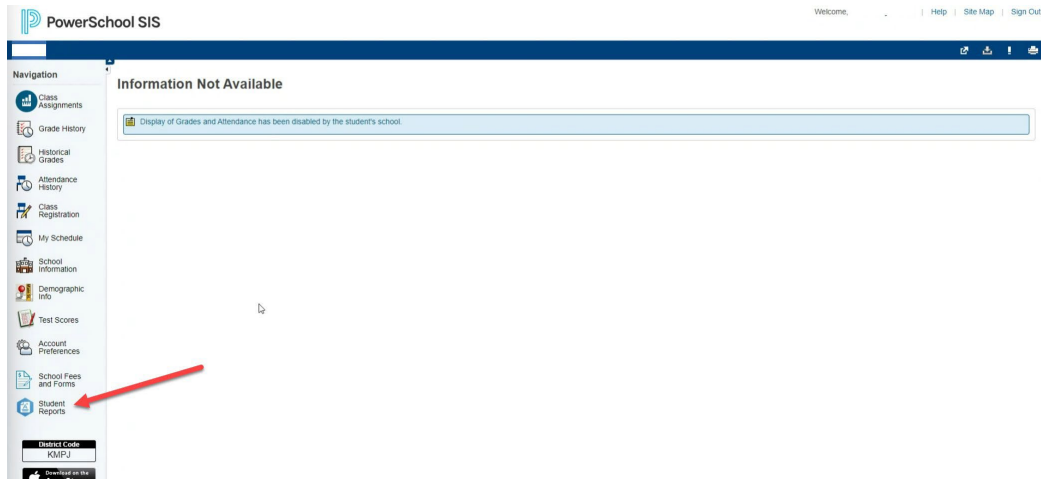 PowerSchool SIS
Welcome,
Help | Site Map | Sign Out
Navigation
Class
Assignments
Grade History
Historical
Grades
Attendance
History
Class
Registration
My Schedule
School
Information
Demographic
Info
Test Scores
Account
Preferences
School Fees
and Forms
Student
Reports
District Code
KMPJ
Download on the
Information Not Available
Display of Grades and Attendance has been disabled by the student's school.